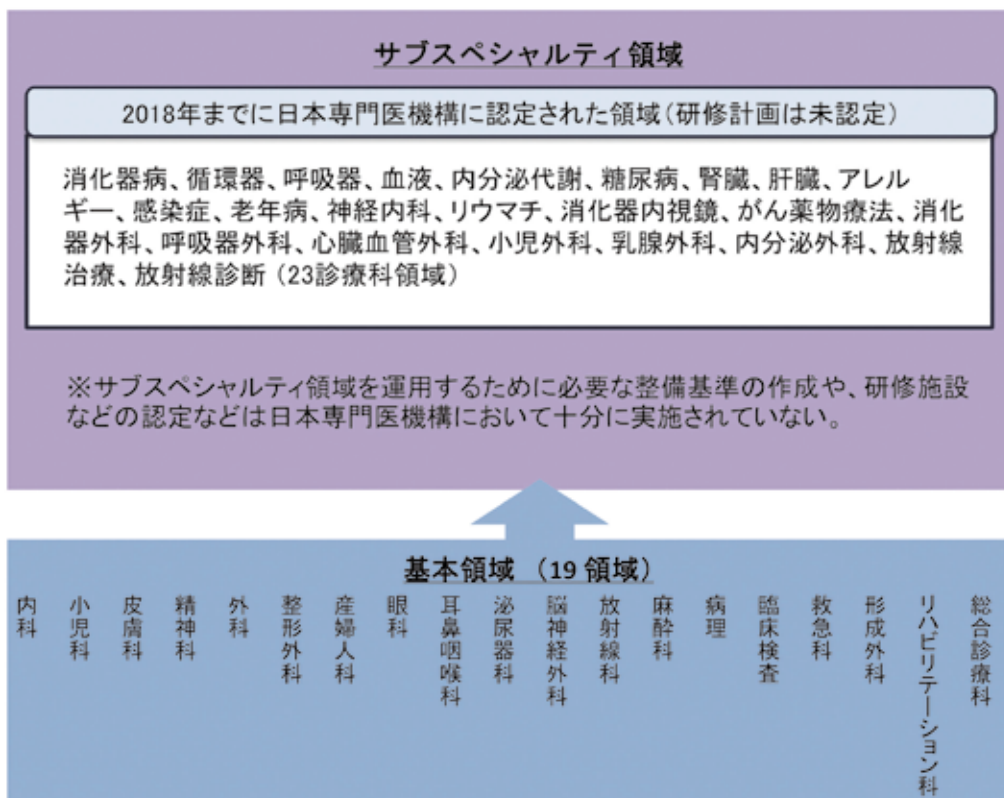 サブスペシャルティ領域
2018年までに日本専門医機構に認定された領域(研修計画は未認定)
消化器病、循環器、呼吸器、血液、内分泌代謝、糖尿病、腎臓、肝臓、アレル
ギー、感染症、老年病、神経内科、リウマチ、消化器内視鏡、がん薬物療法、消化
器外科、呼吸器外科、心臓血管外科、小児外科、乳腺外科、内分泌外科、放射線
治療、放射線診断 (23診療科領域)
※サブスペシャルティ領域を運用するために必要な整備基準の作成や、研修施設
などの認定などは日本専門医機構において十分に実施されていない。
基本領域 (19 領域)
内科
小児科
皮膚科
精神科
外科
整形外科
産婦人科
眼科
耳鼻咽喉科
泌尿器科
脳神経外科
放射線科
麻酔科
病理
臨床検査
救急科
形成外科
リハビリテーション科
総合診療科